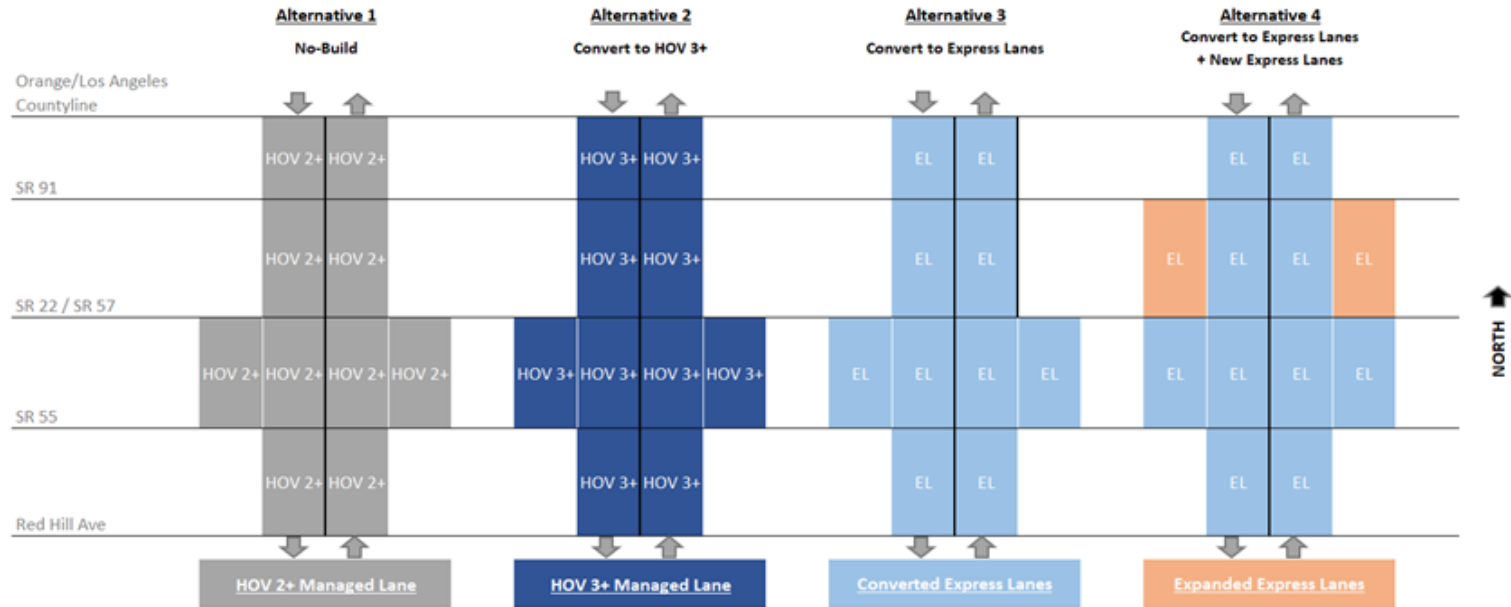 Alternative 1
No-Build
Alternative 2
Convert to HOV 3+
Alternative 3
Convert to Express Lanes
Alternative 4
Convert to Express Lanes
+ New Express Lanes
Orange/Los Angeles
Countyline
HOV 2+ HOV 2+ HOV 3+ HOV 3+ EL EL EL EL
SR 91
HOV 2+ HOV 2+ HOV 3+ HOV 3+ EL EL EL EL EL EL
SR 22 / SR 57
HOV 2+ HOV 2+ HOV 2+ HOV 2+ HOV 3+ HOV 3+ HOV 3+ HOV 3+ EL EL EL EL EL EL EL EL
SR 55
HOV 2+ HOV 2+ HOV 3+ HOV 3+ EL EL EL EL
Red Hill Ave
HOV 2+ Managed Lane
HOV 3+ Managed Lane
Converted Express Lanes
Expanded Express Lanes
NORTH